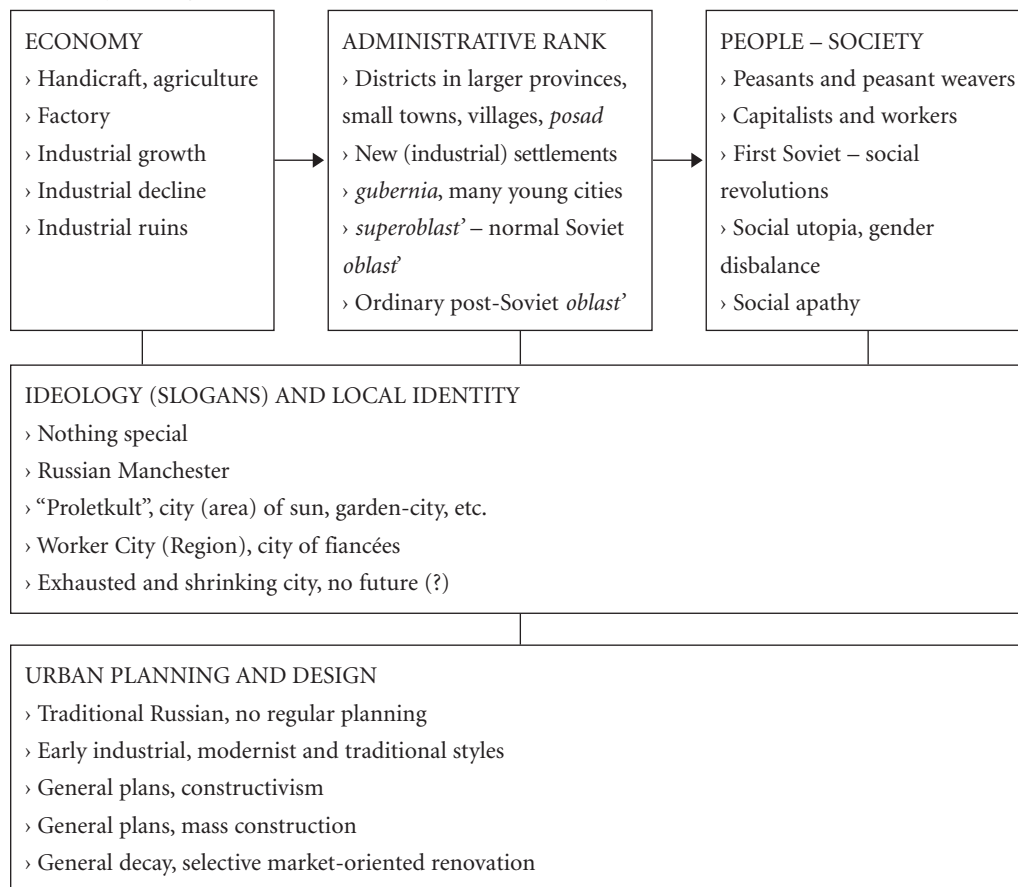 ECONOMY
› Handicraft, agriculture
› Factory
› Industrial growth
› Industrial decline
› Industrial ruins
ADMINISTRATIVE RANK
› Districts in larger provinces,
small towns, villages, posad
› New (industrial) settlements
› gubernia, many young cities
› superoblast’ – normal Soviet
oblast’
› Ordinary post-Soviet oblast’
PEOPLE – SOCIETY
› Peasants and peasant weavers
› Capitalists and workers
› First Soviet – social
revolutions
› Social utopia, gender
disbalance
› Social apathy
IDEOLOGY (SLOGANS) AND LOCAL IDENTITY
› Nothing special
› Russian Manchester
› “Proletkult”, city (area) of sun, garden-city, etc.
› Worker City (Region), city of fiancées
› Exhausted and shrinking city, no future (?)
URBAN PLANNING AND DESIGN
› Traditional Russian, no regular planning
› Early industrial, modernist and traditional styles
› General plans, constructivism
› General plans, mass construction
› General decay, selective market-oriented renovation